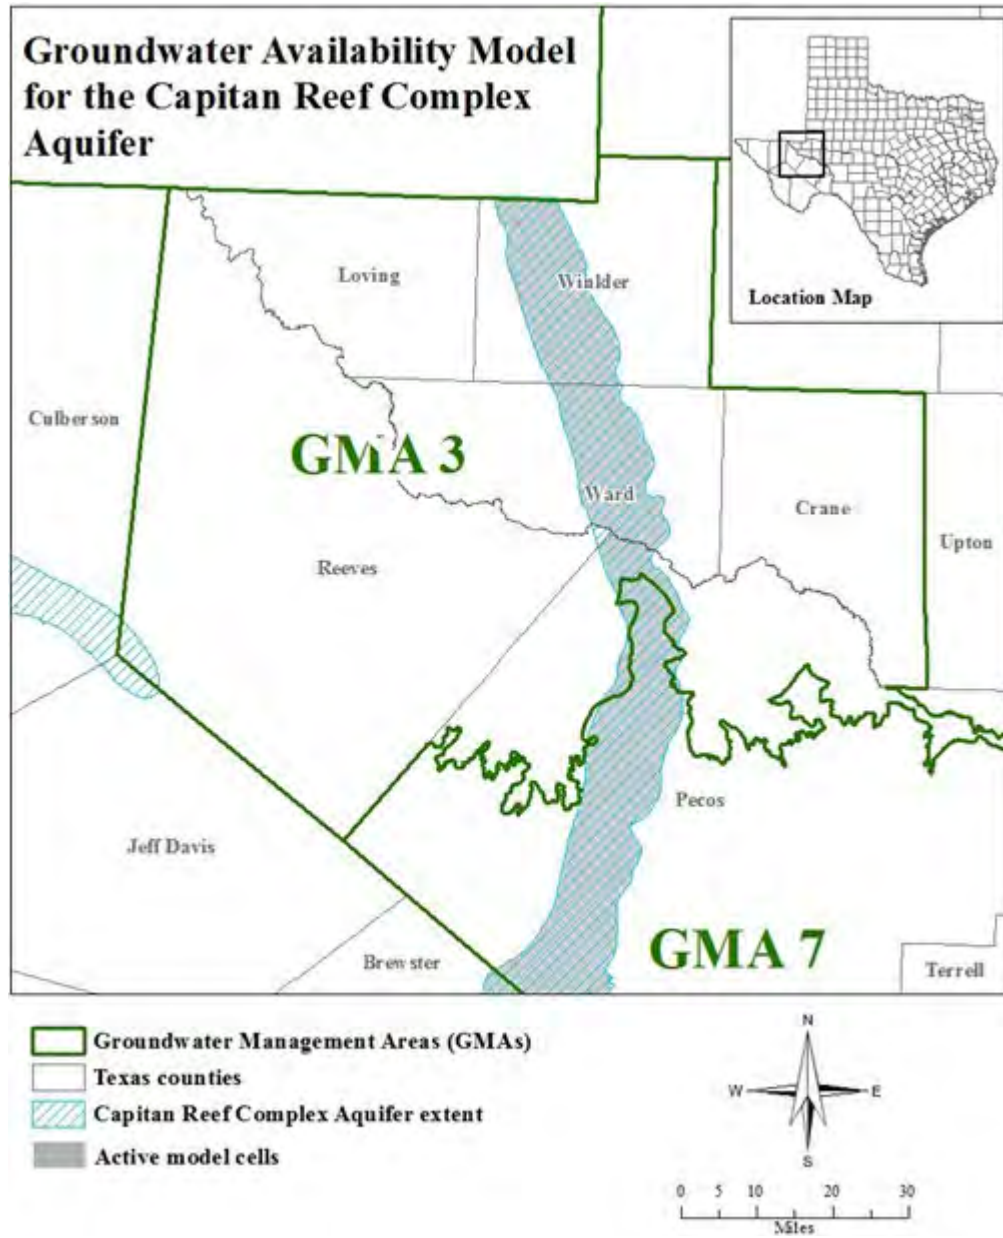 Groundwater Availability Model
for the Capitan Reef Complex
Aquifer
Location Map
Loving
Winkler
Culberson
GMA 3
Ward
Crane
Upton
Reeves
Pecos
Jeff Davis
GMA 7
Brewster
Terrell
Groundwater Management Areas (GMAs)
Texas counties
Capitan Reef Complex Aquifer extent
Active model cells
N
W
E
S
0 5 10 20 30
Miles